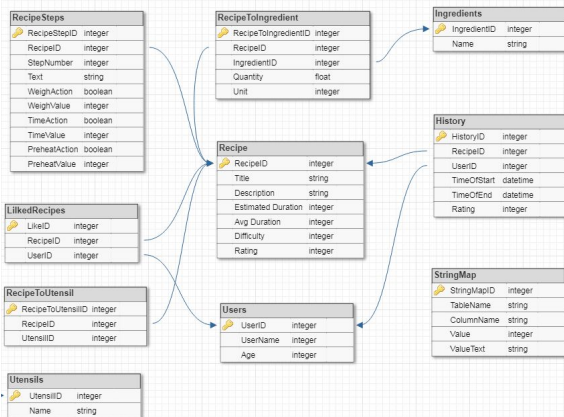 RecipeSteps
RecipeStepID integer
RecipeID integer
StepNumber integer
Text string
WeighAction boolean
WeighValue integer
TimeAction boolean
TimeValue integer
PreheatAction boolean
PreheatValue integer
RecipeToIngredient
RecipeToIngredientID integer
RecipeID integer
IngredientID integer
Quantity float
Unit integer
Ingredients
IngredientID integer
Name string
Recipe
RecipeID integer
Title string
Description string
Estimated Duration integer
Avg Duration integer
Difficulty integer
Rating integer
History
HistoryID integer
RecipeID integer
UserID integer
TimeOfStart datetime
TimeOfEnd datetime
Rating integer
LilkedRecipes
LikeID integer
RecipeID integer
UserID integer
RecipeToUtensil
RecipeToUtensilID integer
RecipeID integer
UtensilID integer
Users
UserID integer
UserName integer
Age integer
StringMap
StringMapID integer
TableName string
ColumnName string
Value integer
ValueText string
Utensils
UtensilID integer
Name string